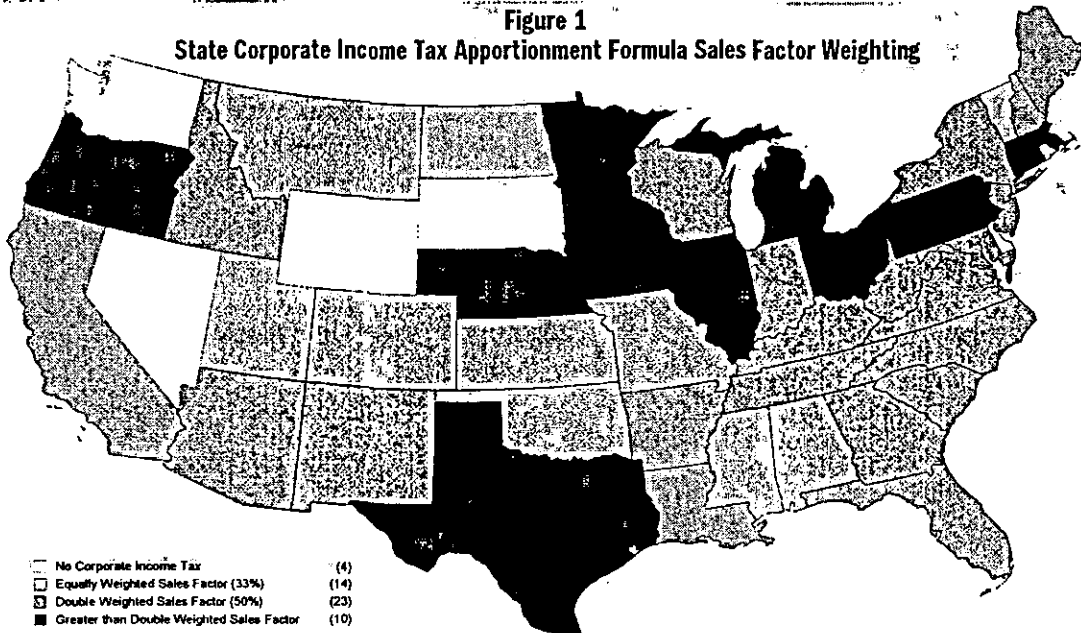 Figure 1
State Corporate Income Tax Apportionment Formula Sales Factor Weighting
No Corporate Income Tax (4)
Equally Weighted Sales Factor (33%) (14)
Double Weighted Sales Factor (50%) (23)
Greater than Double Weighted Sales Factor (10)